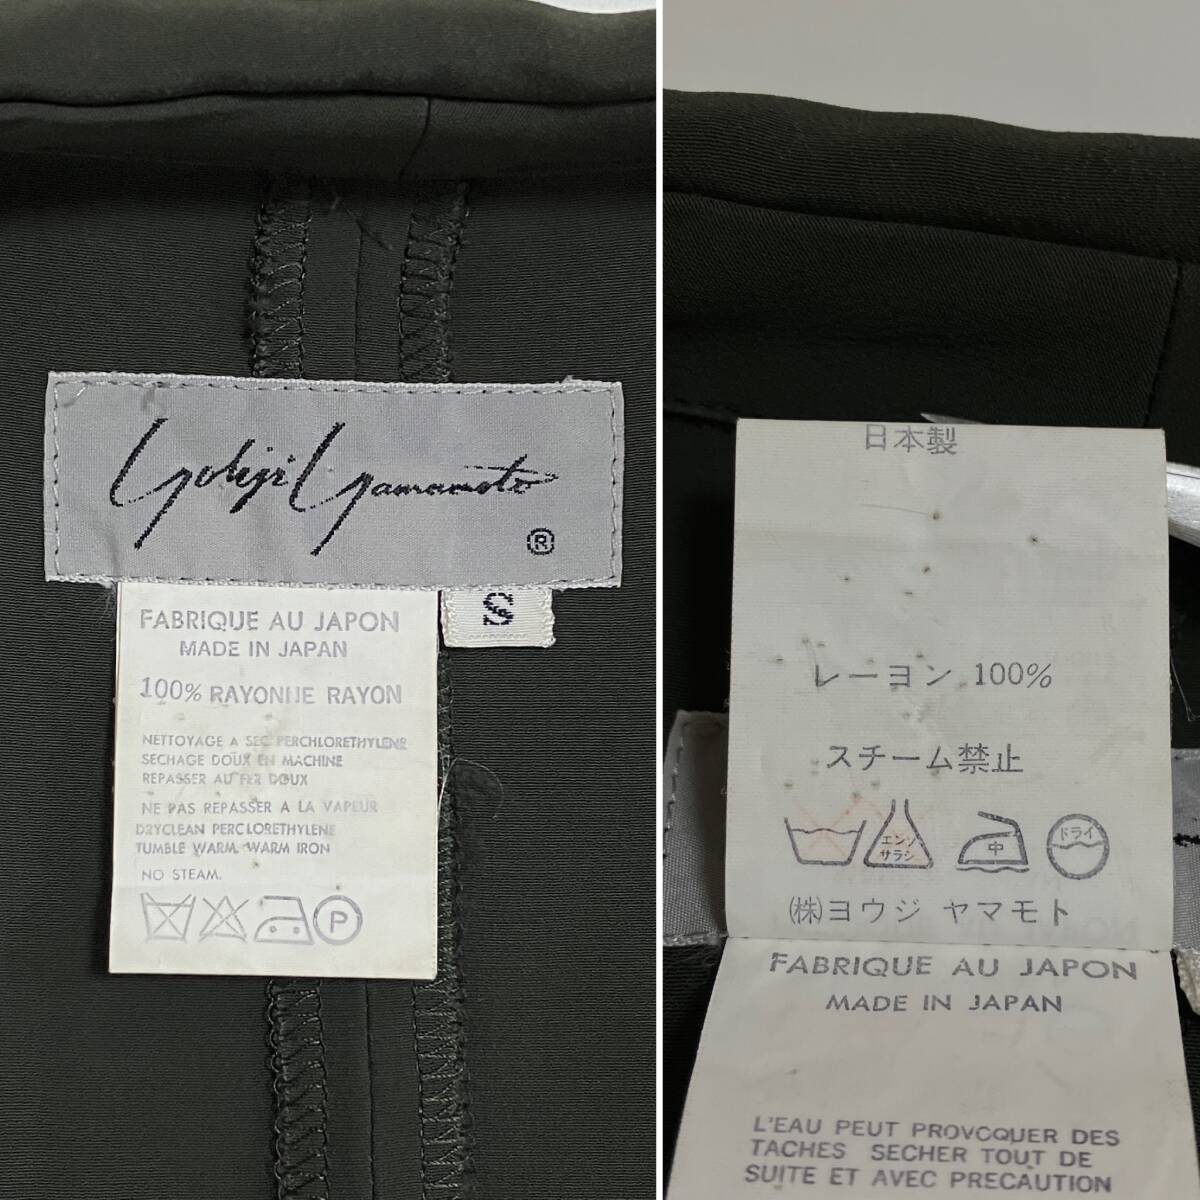 Yohji Yamamoto
®
S
FABRIQUE AU JAPON
MADE IN JAPAN
100% RAYONNE RAYON
NETTOYAGE A SEC PERCHLORETHYLENE
SECHAGE DOUX EN MACHINE
REPASSER AU FER DOUX
NE PAS REPASSER A LA VAPEUR
DRYCLEAN PERCLORETHYLENE
TUMBLE WARM WARM IRON
NO STEAM.
P
日本製
レーヨン 100%
スチーム禁止
エンソ
サラシ
中
ドライ
㈱ヨウジ ヤマモト
FABRIQUE AU JAPON
MADE IN JAPAN
L'EAU PEUT PROVOQUER DES
TACHES SECHER TOUT DE
SUITE ET AVEC PRECAUTION